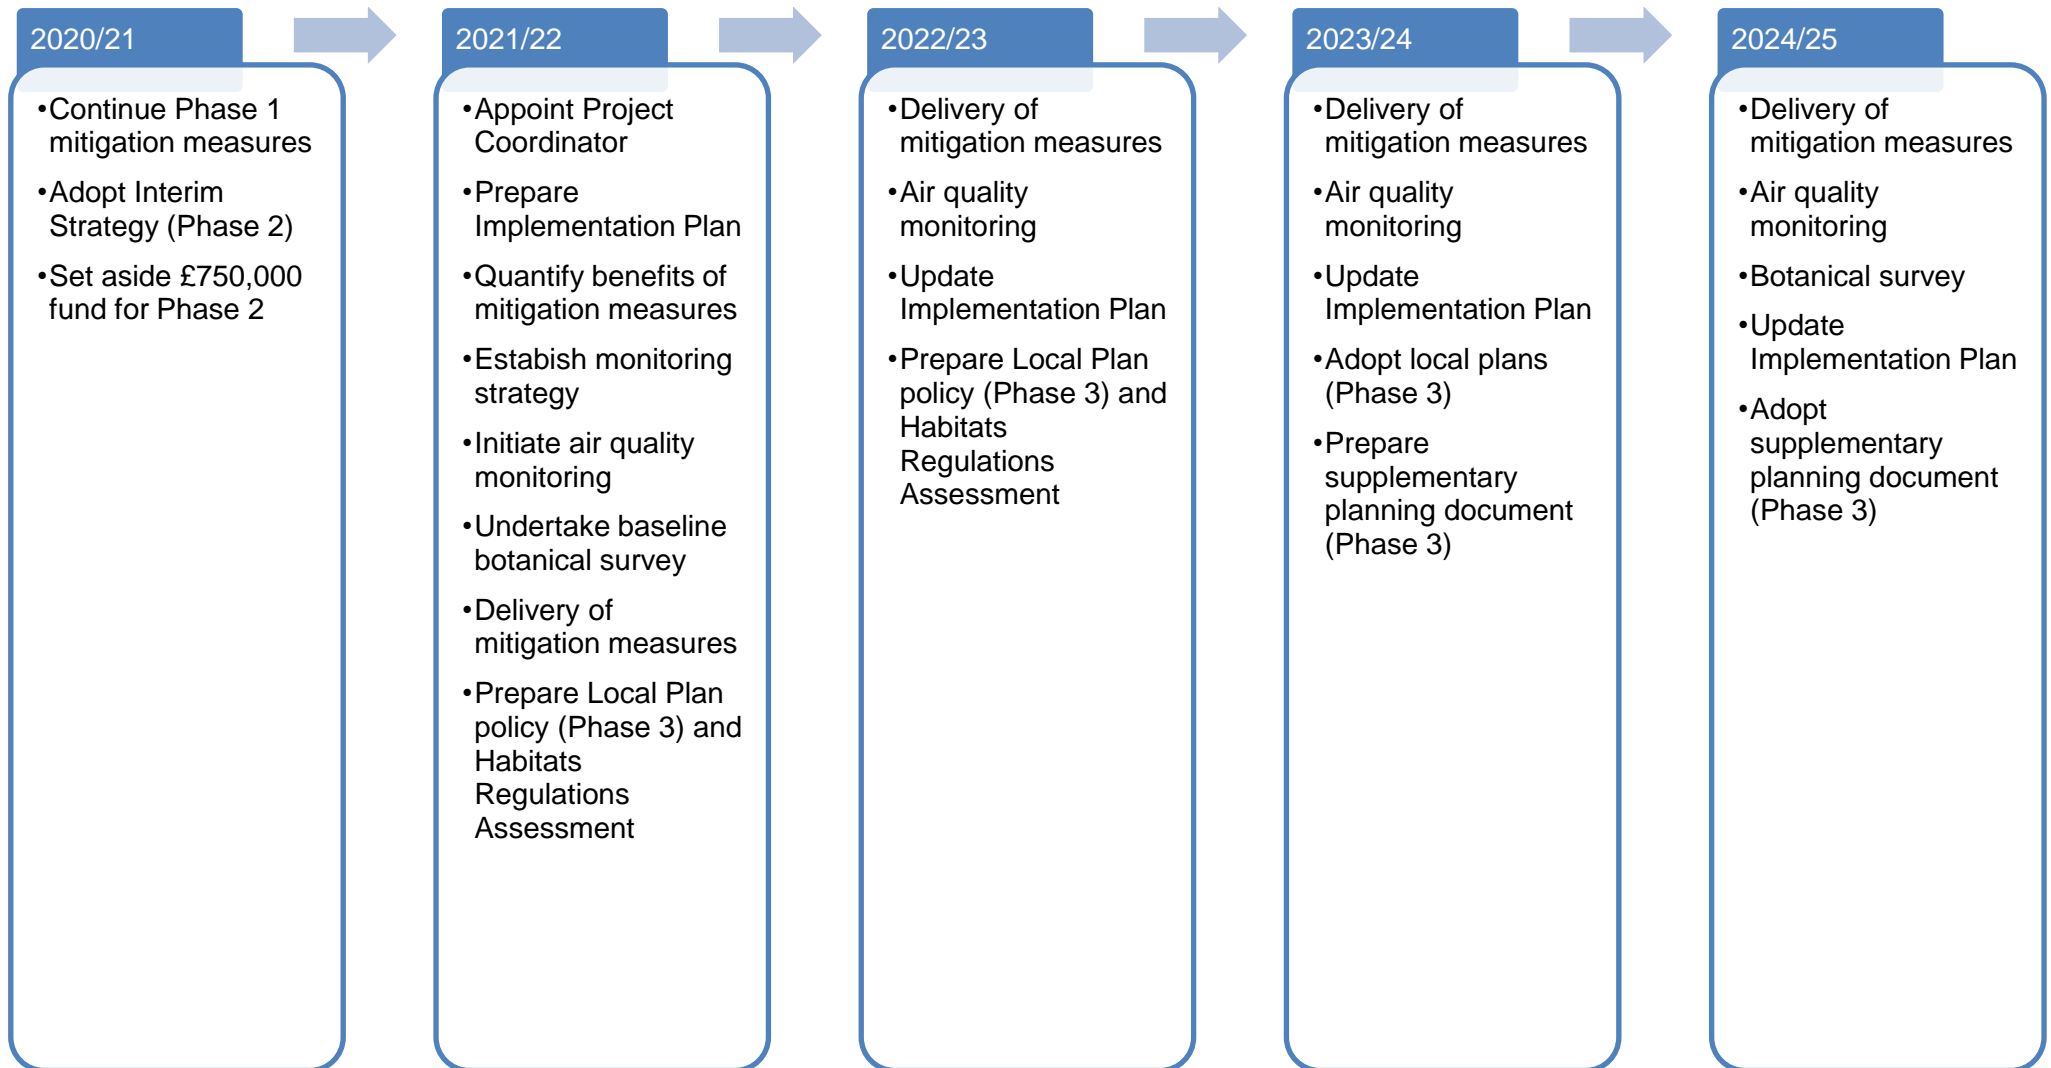 2020/21
•Continue Phase 1
mitigation measures
•Adopt Interim
Strategy (Phase 2)
•Set aside £750,000
fund for Phase 2
2021/22
•Appoint Project
Coordinator
•Prepare
Implementation Plan
•Quantify benefits of
mitigation measures
•Estabish monitoring
strategy
•Initiate air quality
monitoring
•Undertake baseline
botanical survey
•Delivery of
mitigation measures
•Prepare Local Plan
policy (Phase 3) and
Habitats
Regulations
Assessment
2022/23
•Delivery of
mitigation measures
•Air quality
monitoring
•Update
Implementation Plan
•Prepare Local Plan
policy (Phase 3) and
Habitats
Regulations
Assessment
2023/24
•Delivery of
mitigation measures
•Air quality
monitoring
•Update
Implementation Plan
•Adopt local plans
(Phase 3)
•Prepare
supplementary
planning document
(Phase 3)
2024/25
•Delivery of
mitigation measures
•Air quality
monitoring
•Botanical survey
•Update
Implementation Plan
•Adopt
supplementary
planning document
(Phase 3)